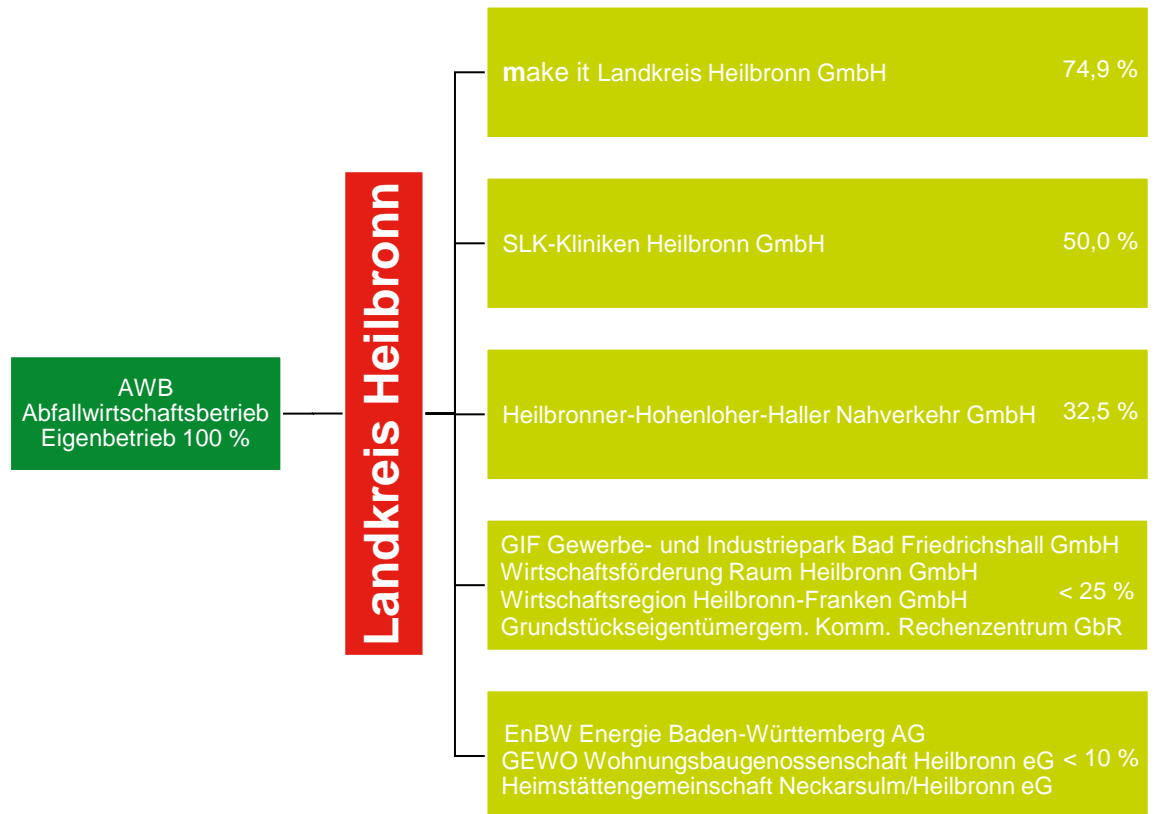 make it Landkreis Heilbronn GmbH 74,9 %
SLK-Kliniken Heilbronn GmbH 50,0 %
Landkreis Heilbronn
AWB
Abfallwirtschaftsbetrieb
Eigenbetrieb 100 %
Heilbronner-Hohenloher-Haller Nahverkehr GmbH 32,5 %
GIF Gewerbe- und Industriepark Bad Friedrichshall GmbH
Wirtschaftsförderung Raum Heilbronn GmbH
Wirtschaftsregion Heilbronn-Franken GmbH < 25 %
Grundstückseigentümergem. Komm. Rechenzentrum GbR
EnBW Energie Baden-Württemberg AG
GEWO Wohnungsbaugenossenschaft Heilbronn eG < 10 %
Heimstättengemeinschaft Neckarsulm/Heilbronn eG